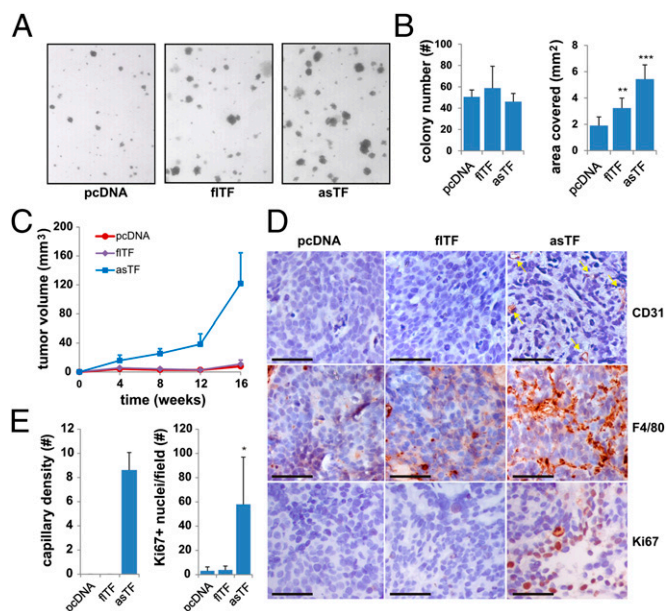 A
pcDNA flTF asTF
B
colony number (#)
100
80
60
40
20
0
pcDNA
flTF
asTF
area covered (mm2)
8
6
4
2
0
**
***
pcDNA
flTF
asTF
C
tumor volume (mm3)
200
160
120
80
40
0
pcDNA
flTF
asTF
0 4 8 12 16
time (weeks)
D
pcDNA flTF asTF
CD31
F4/80
Ki67
E
capillary density (#)
12
10
8
6
4
2
0
pcDNA
flTF
asTF
Ki67+ nuclei/field (#)
120
100
80
60
40
20
0
*
pcDNA
flTF
asTF